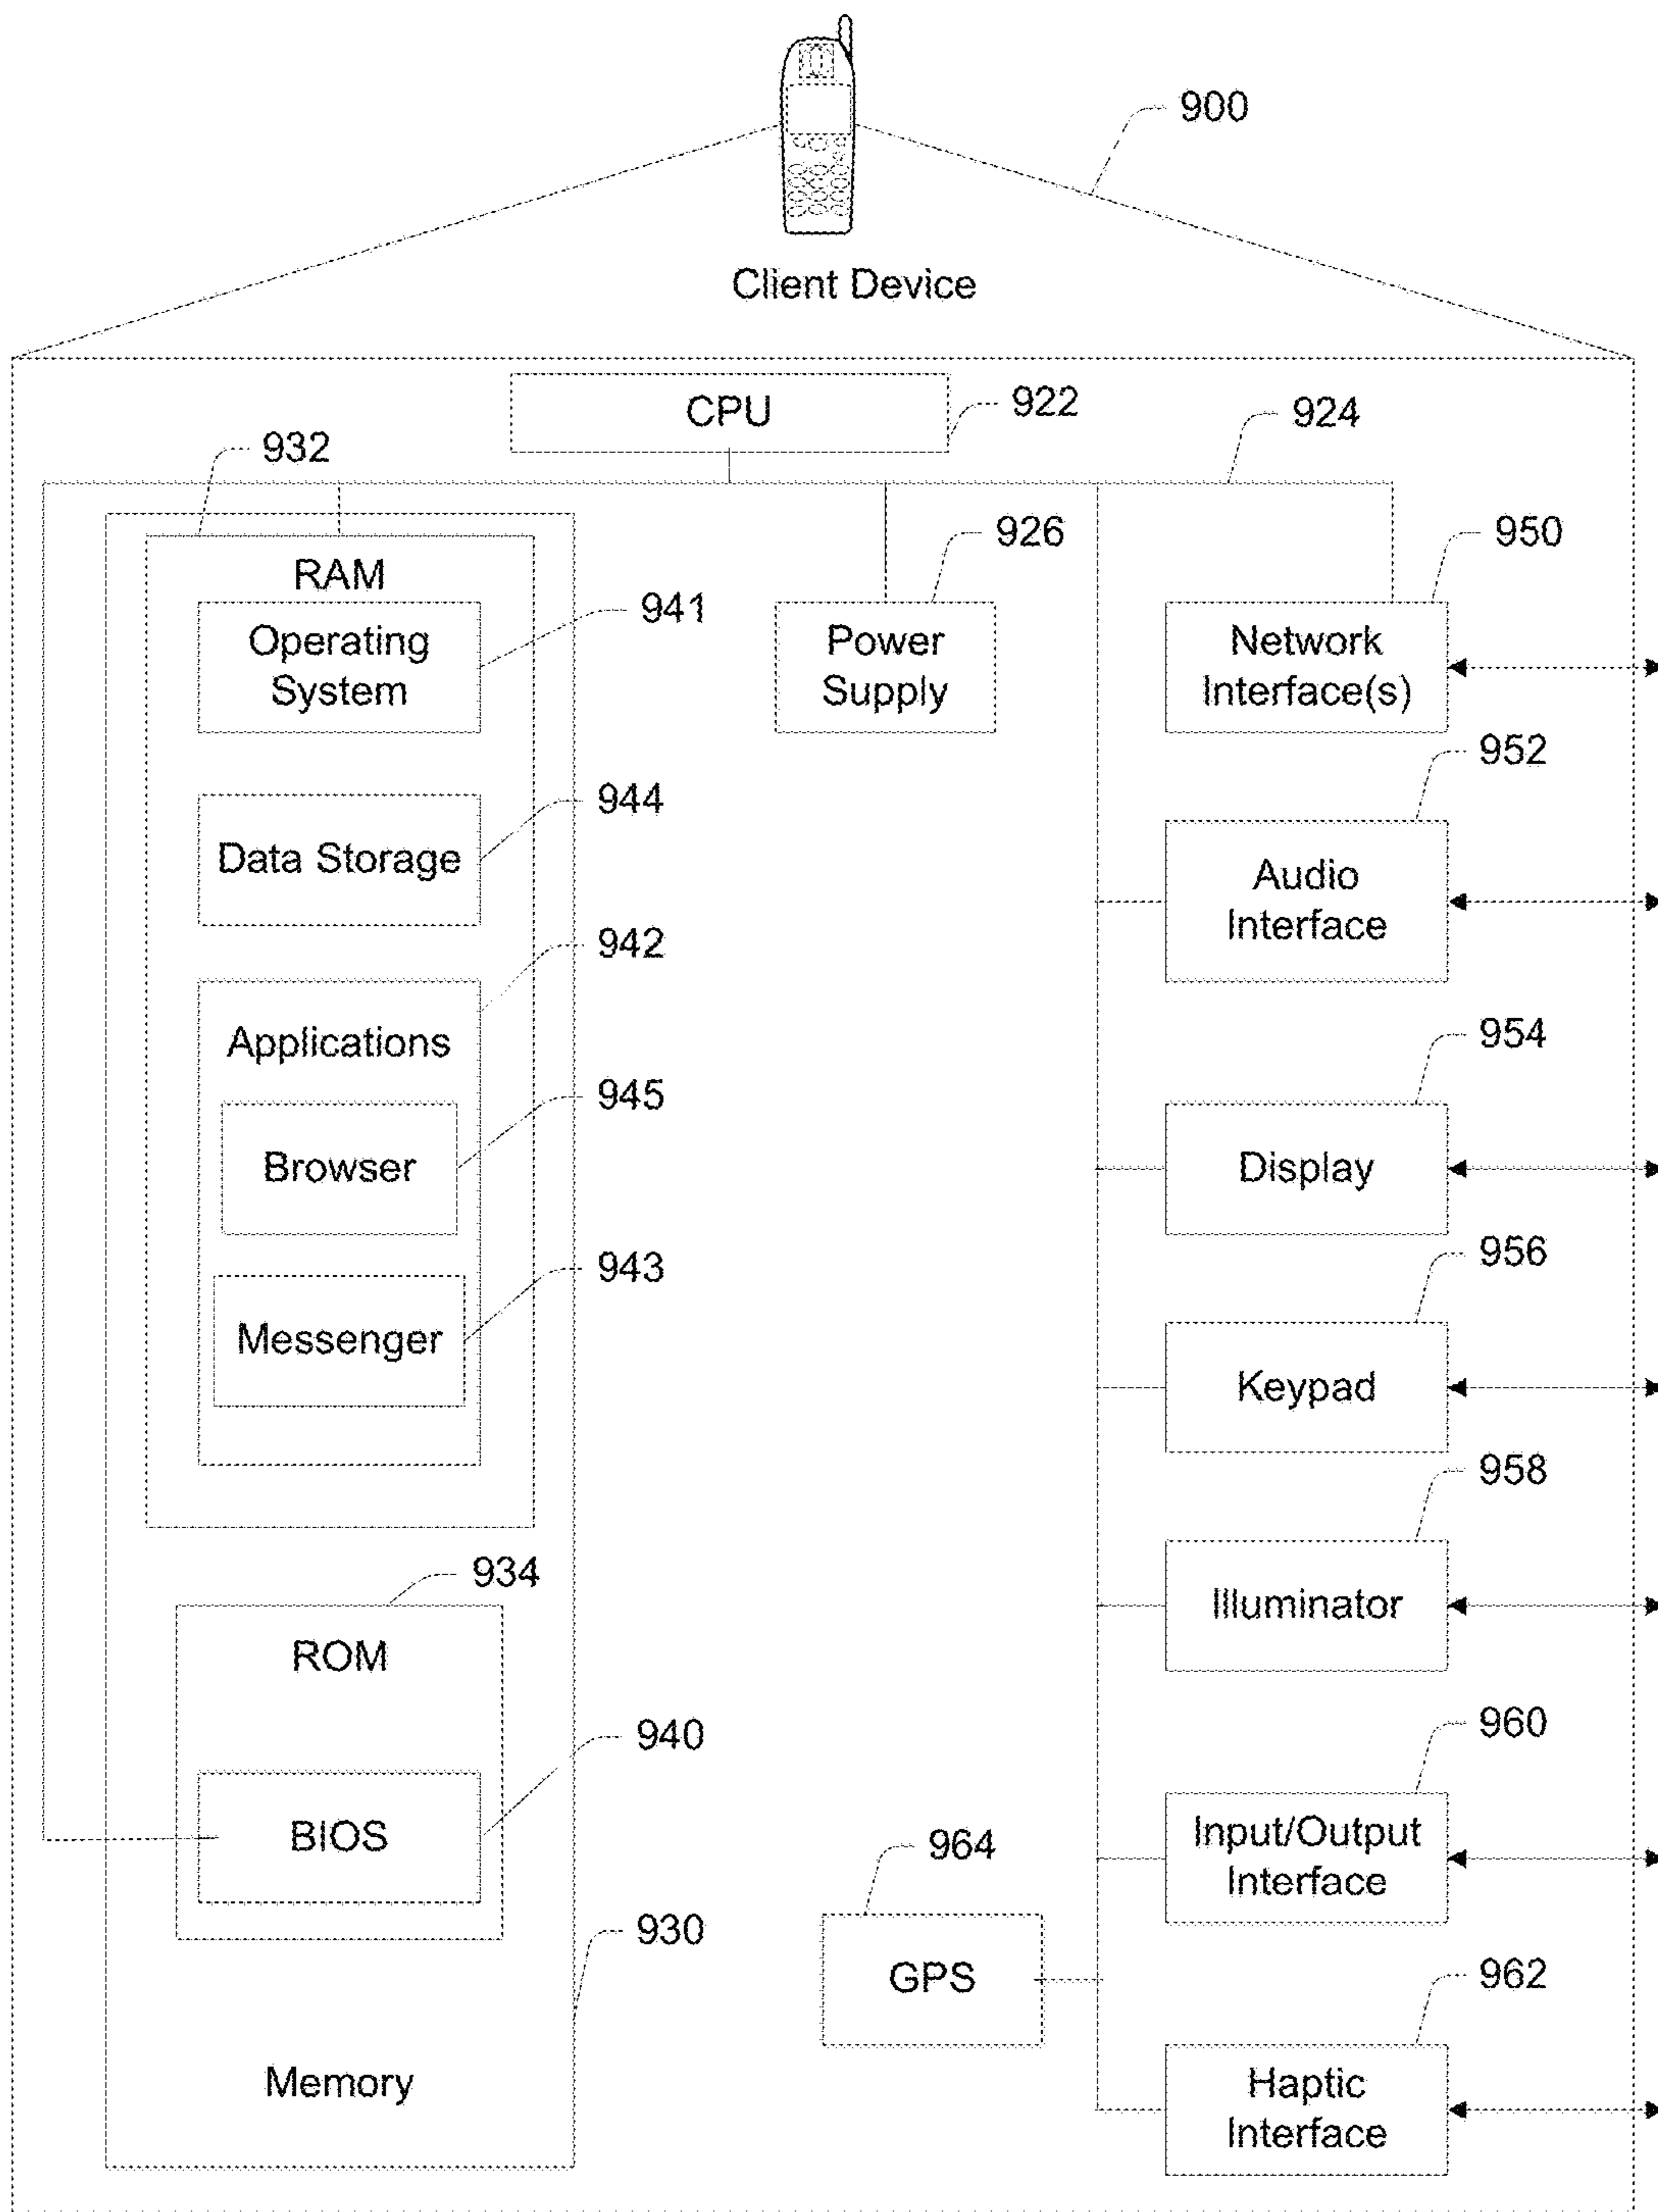 900
Client Device
CPU
922
924
932
926
950
RAM
Operating
System
941
Power
Supply
Network
Interface(s)
952
944
Data Storage
Audio
Interface
942
Applications
954
945
Browser
Display
956
943
Messenger
Keypad
958
934
ROM
Illuminator
940
960
BIOS
964
Input/Output
Interface
930
GPS
962
Memory
Haptic
Interface